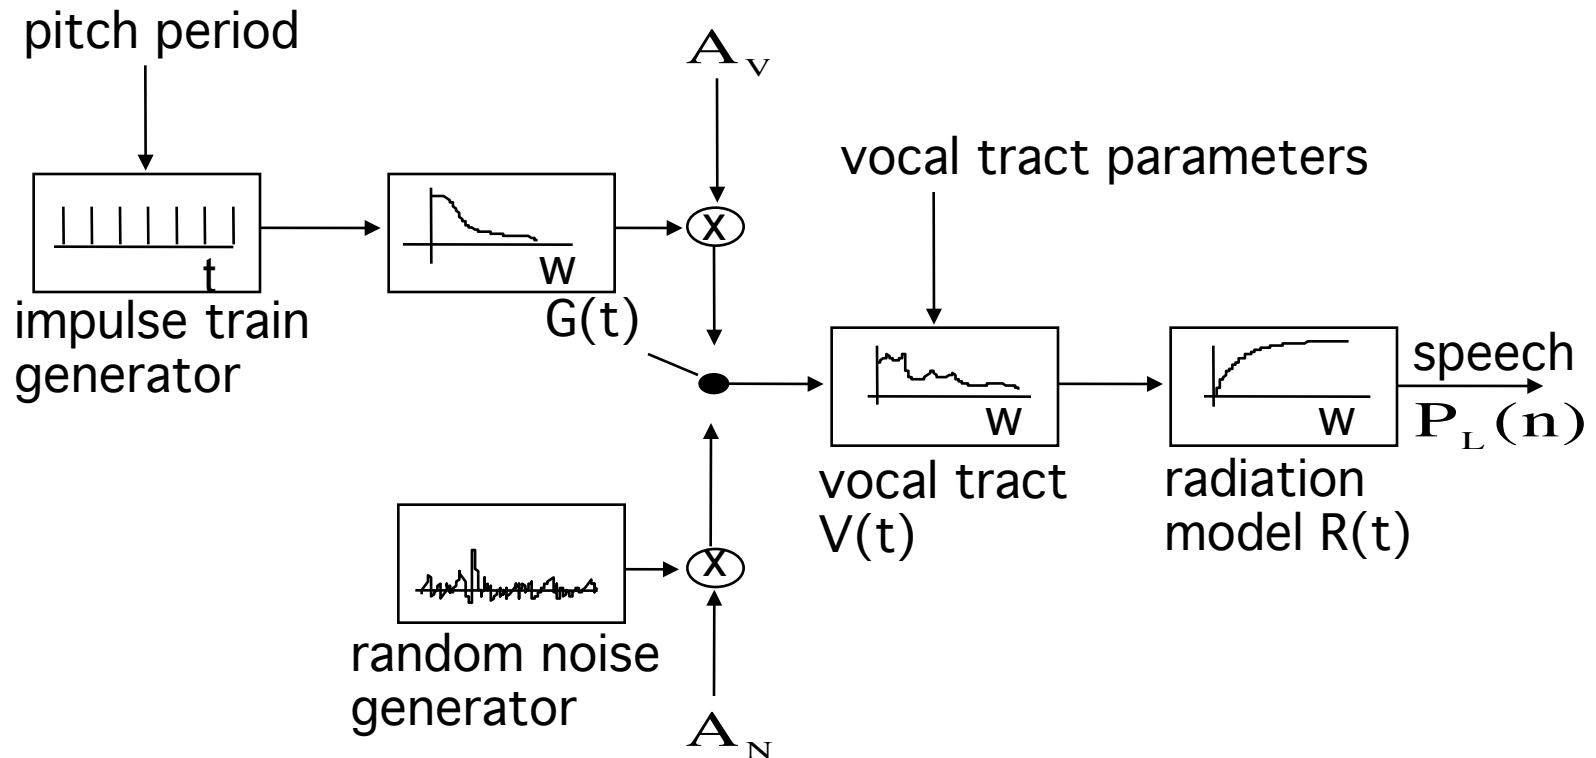 pitch period
A_V
vocal tract parameters
X
t
w
impulse train
generator
G(t)
speech
P_L(n)
w
w
vocal tract
V(t)
radiation
model R(t)
X
random noise
generator
A_N